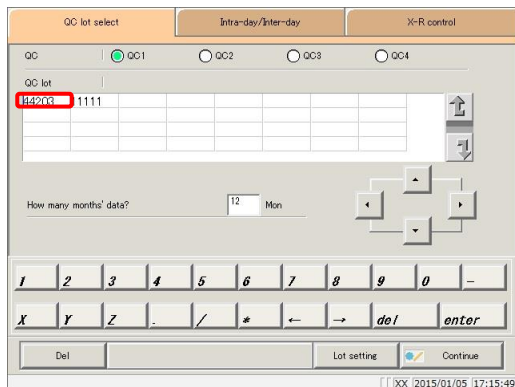 QC lot select Intra-day/Inter-day X-R control
QC QC1 QC2 QC3 QC4
QC lot
44203 1111
How many months' data? 12 Mon
1 2 3 4 5 6 7 8 9 0 -
X Y Z . / * ← → del enter
Del Lot setting Continue
XX 2015/01/05 17:15:49